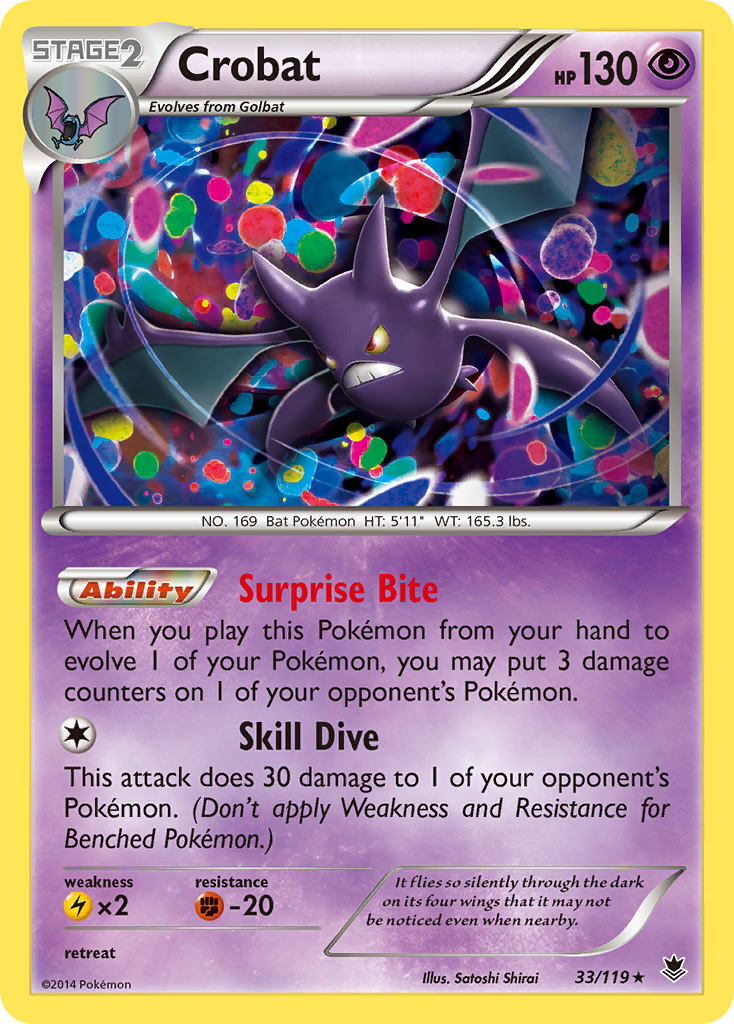 STAGE2
Crobat
HP130
Evolves from Golbat
NO. 169 Bat Pokémon HT: 5'11" WT: 165.3 lbs.
Ability Surprise Bite
When you play this Pokémon from your hand to
evolve 1 of your Pokémon, you may put 3 damage
counters on 1 of your opponent's Pokémon.
Skill Dive
This attack does 30 damage to 1 of your opponent's
Pokémon. (Don't apply Weakness and Resistance for
Benched Pokémon.)
weakness
×2
resistance
-20
retreat
It flies so silently through the dark
on its four wings that it may not
be noticed even when nearby.
©2014 Pokémon
Illus. Satoshi Shirai
33/119 ★